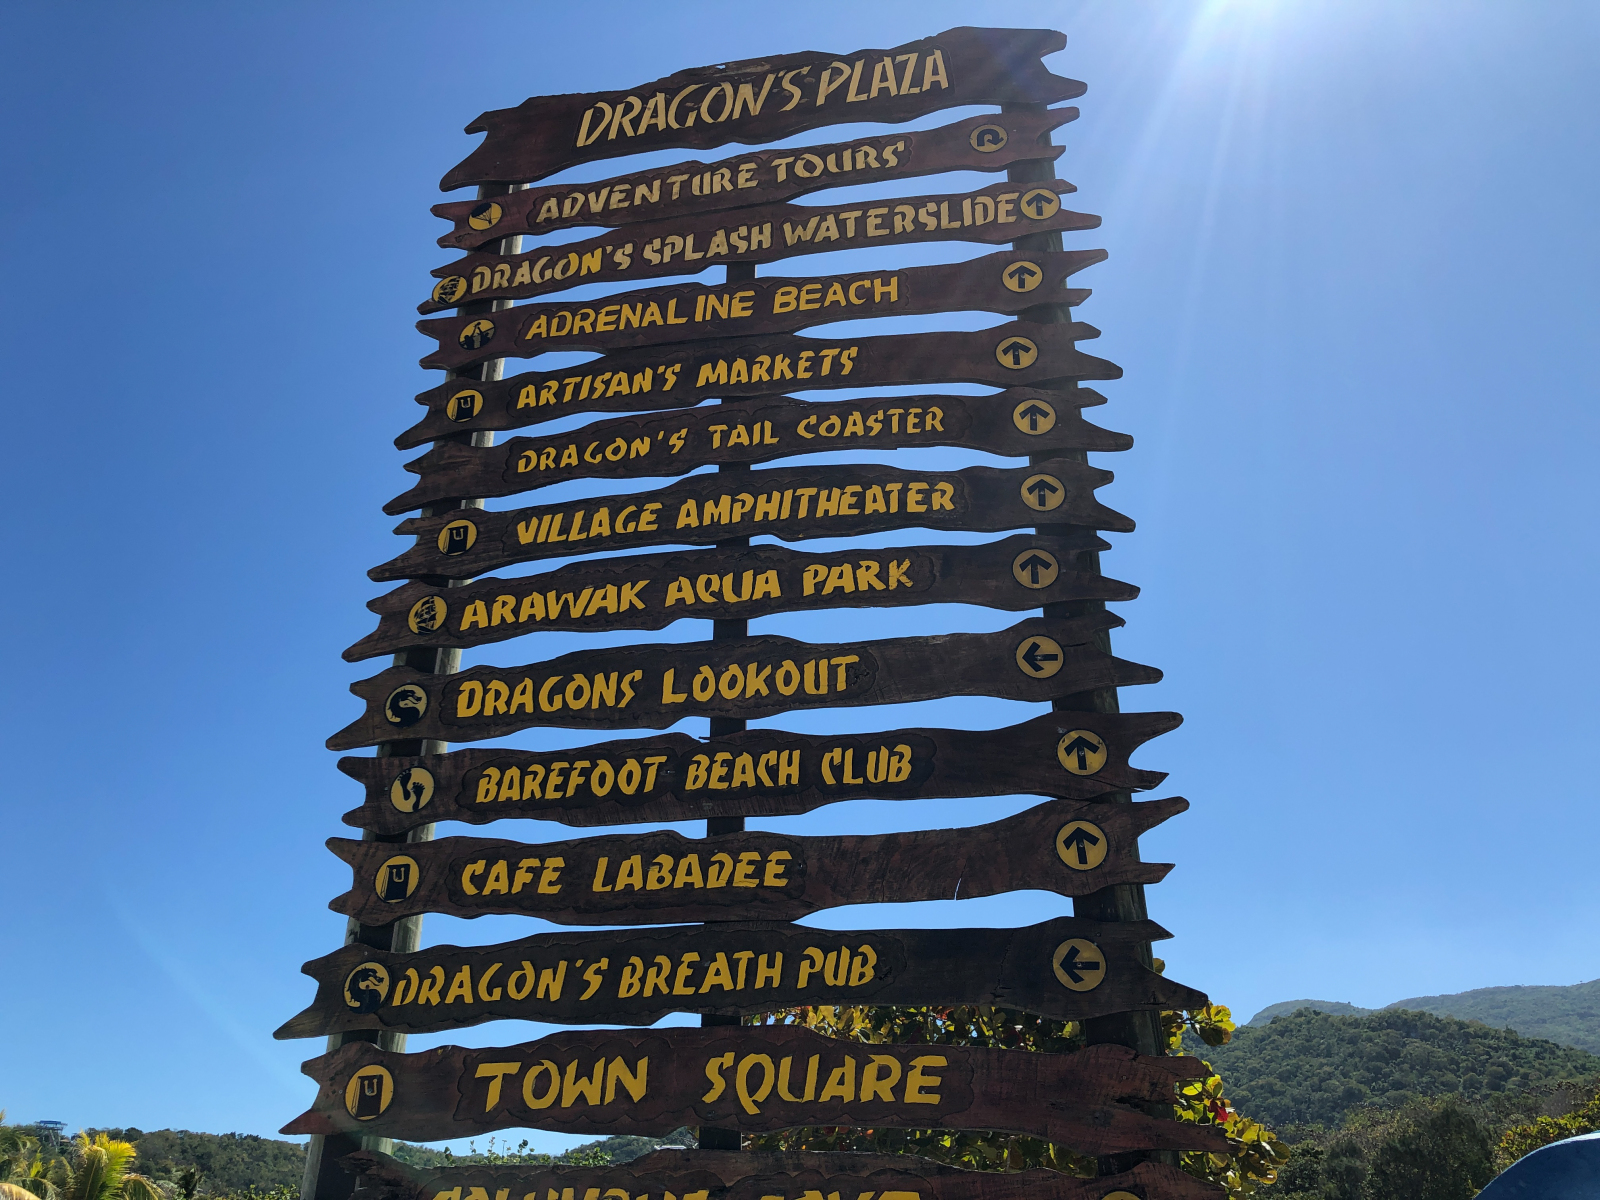 DRAGON'S PLAZA
ADVENTURE TOURS
DRAGON'S SPLASH WATERSLIDE
ADRENALINE BEACH
ARTISAN'S MARKETS
DRAGON'S TAIL COASTER
VILLAGE AMPHITHEATER
ARAWAK AQUA PARK
DRAGONS LOOKOUT
BAREFOOT BEACH CLUB
CAFE LABADEE
DRAGON'S BREATH PUB
TOWN SQUARE